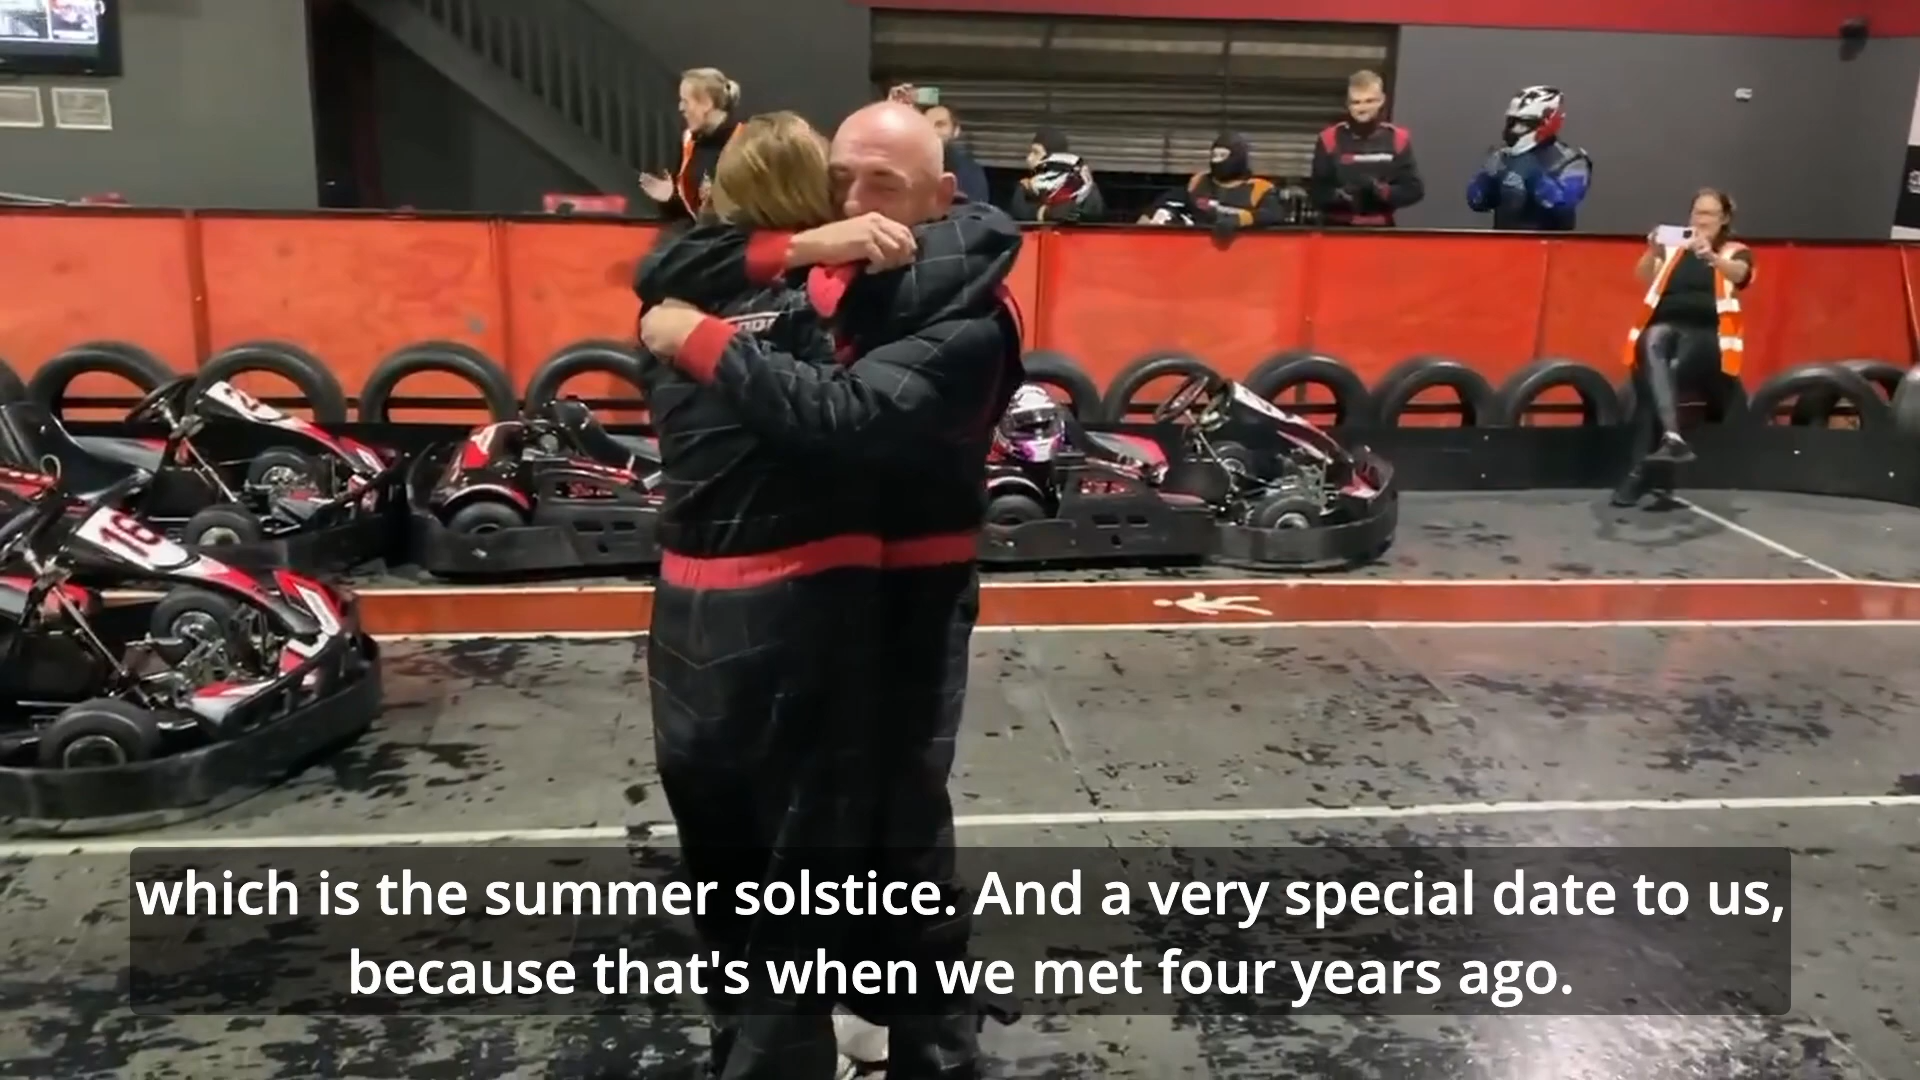 16
which is the summer solstice. And a very special date to us,
because that's when we met four years ago.